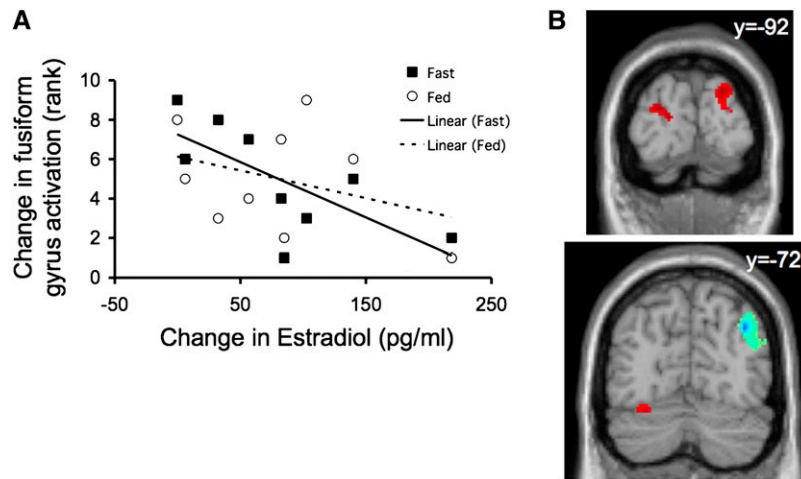 A
Change in fusiform
gyrus activation (rank)
10
8
6
4
2
0
-50
50
150
250
Change in Estradiol (pg/ml)
Fast
Fed
Linear (Fast)
Linear (Fed)
B
y=-92
y=-72